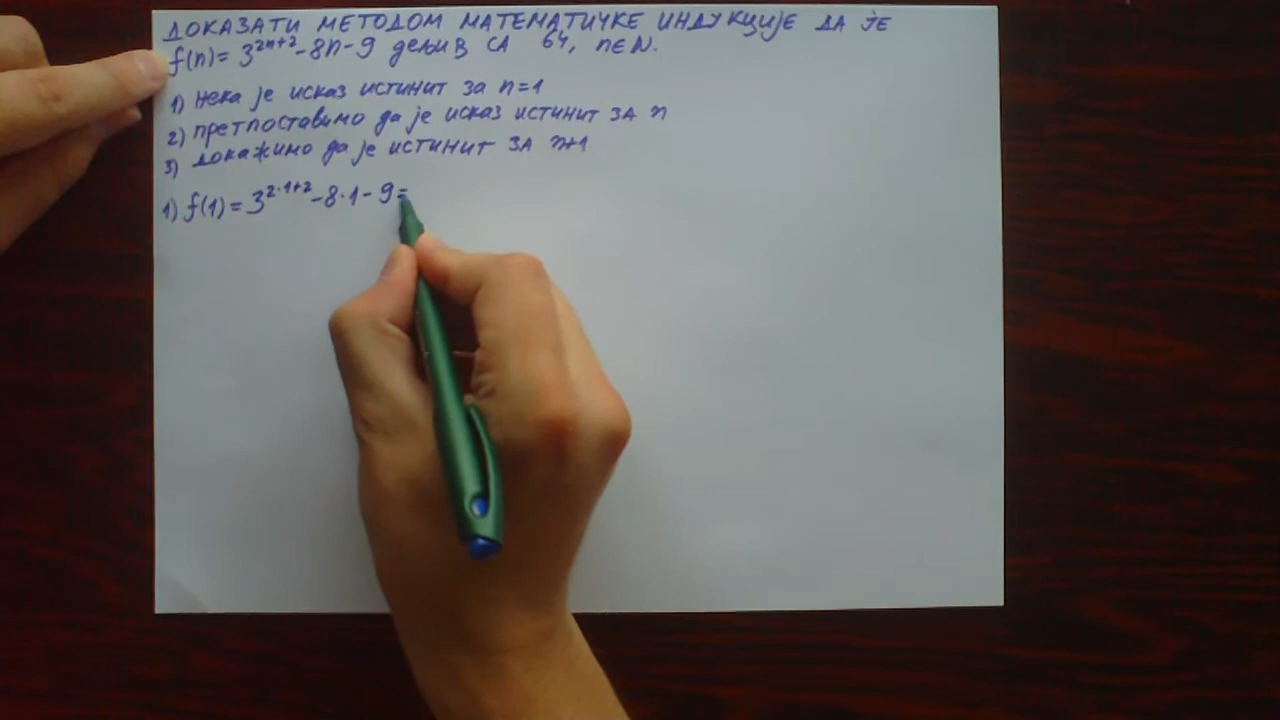 ДОКАЗАТИ МЕТОДОМ МАТЕМАТИЧКЕ ИНДУКЦИЈЕ ДА ЈЕ
f(n)= 3^{2n+2} - 8n - 9 дељив СА 64, n∈N.
1) нека је исказ истинит за n=1
2) претпоставимо да је исказ истинит ЗА n
3) докажимо да је истинит ЗА n+1
1) f(1) = 3^{2·1+2} - 8·1 - 9 =